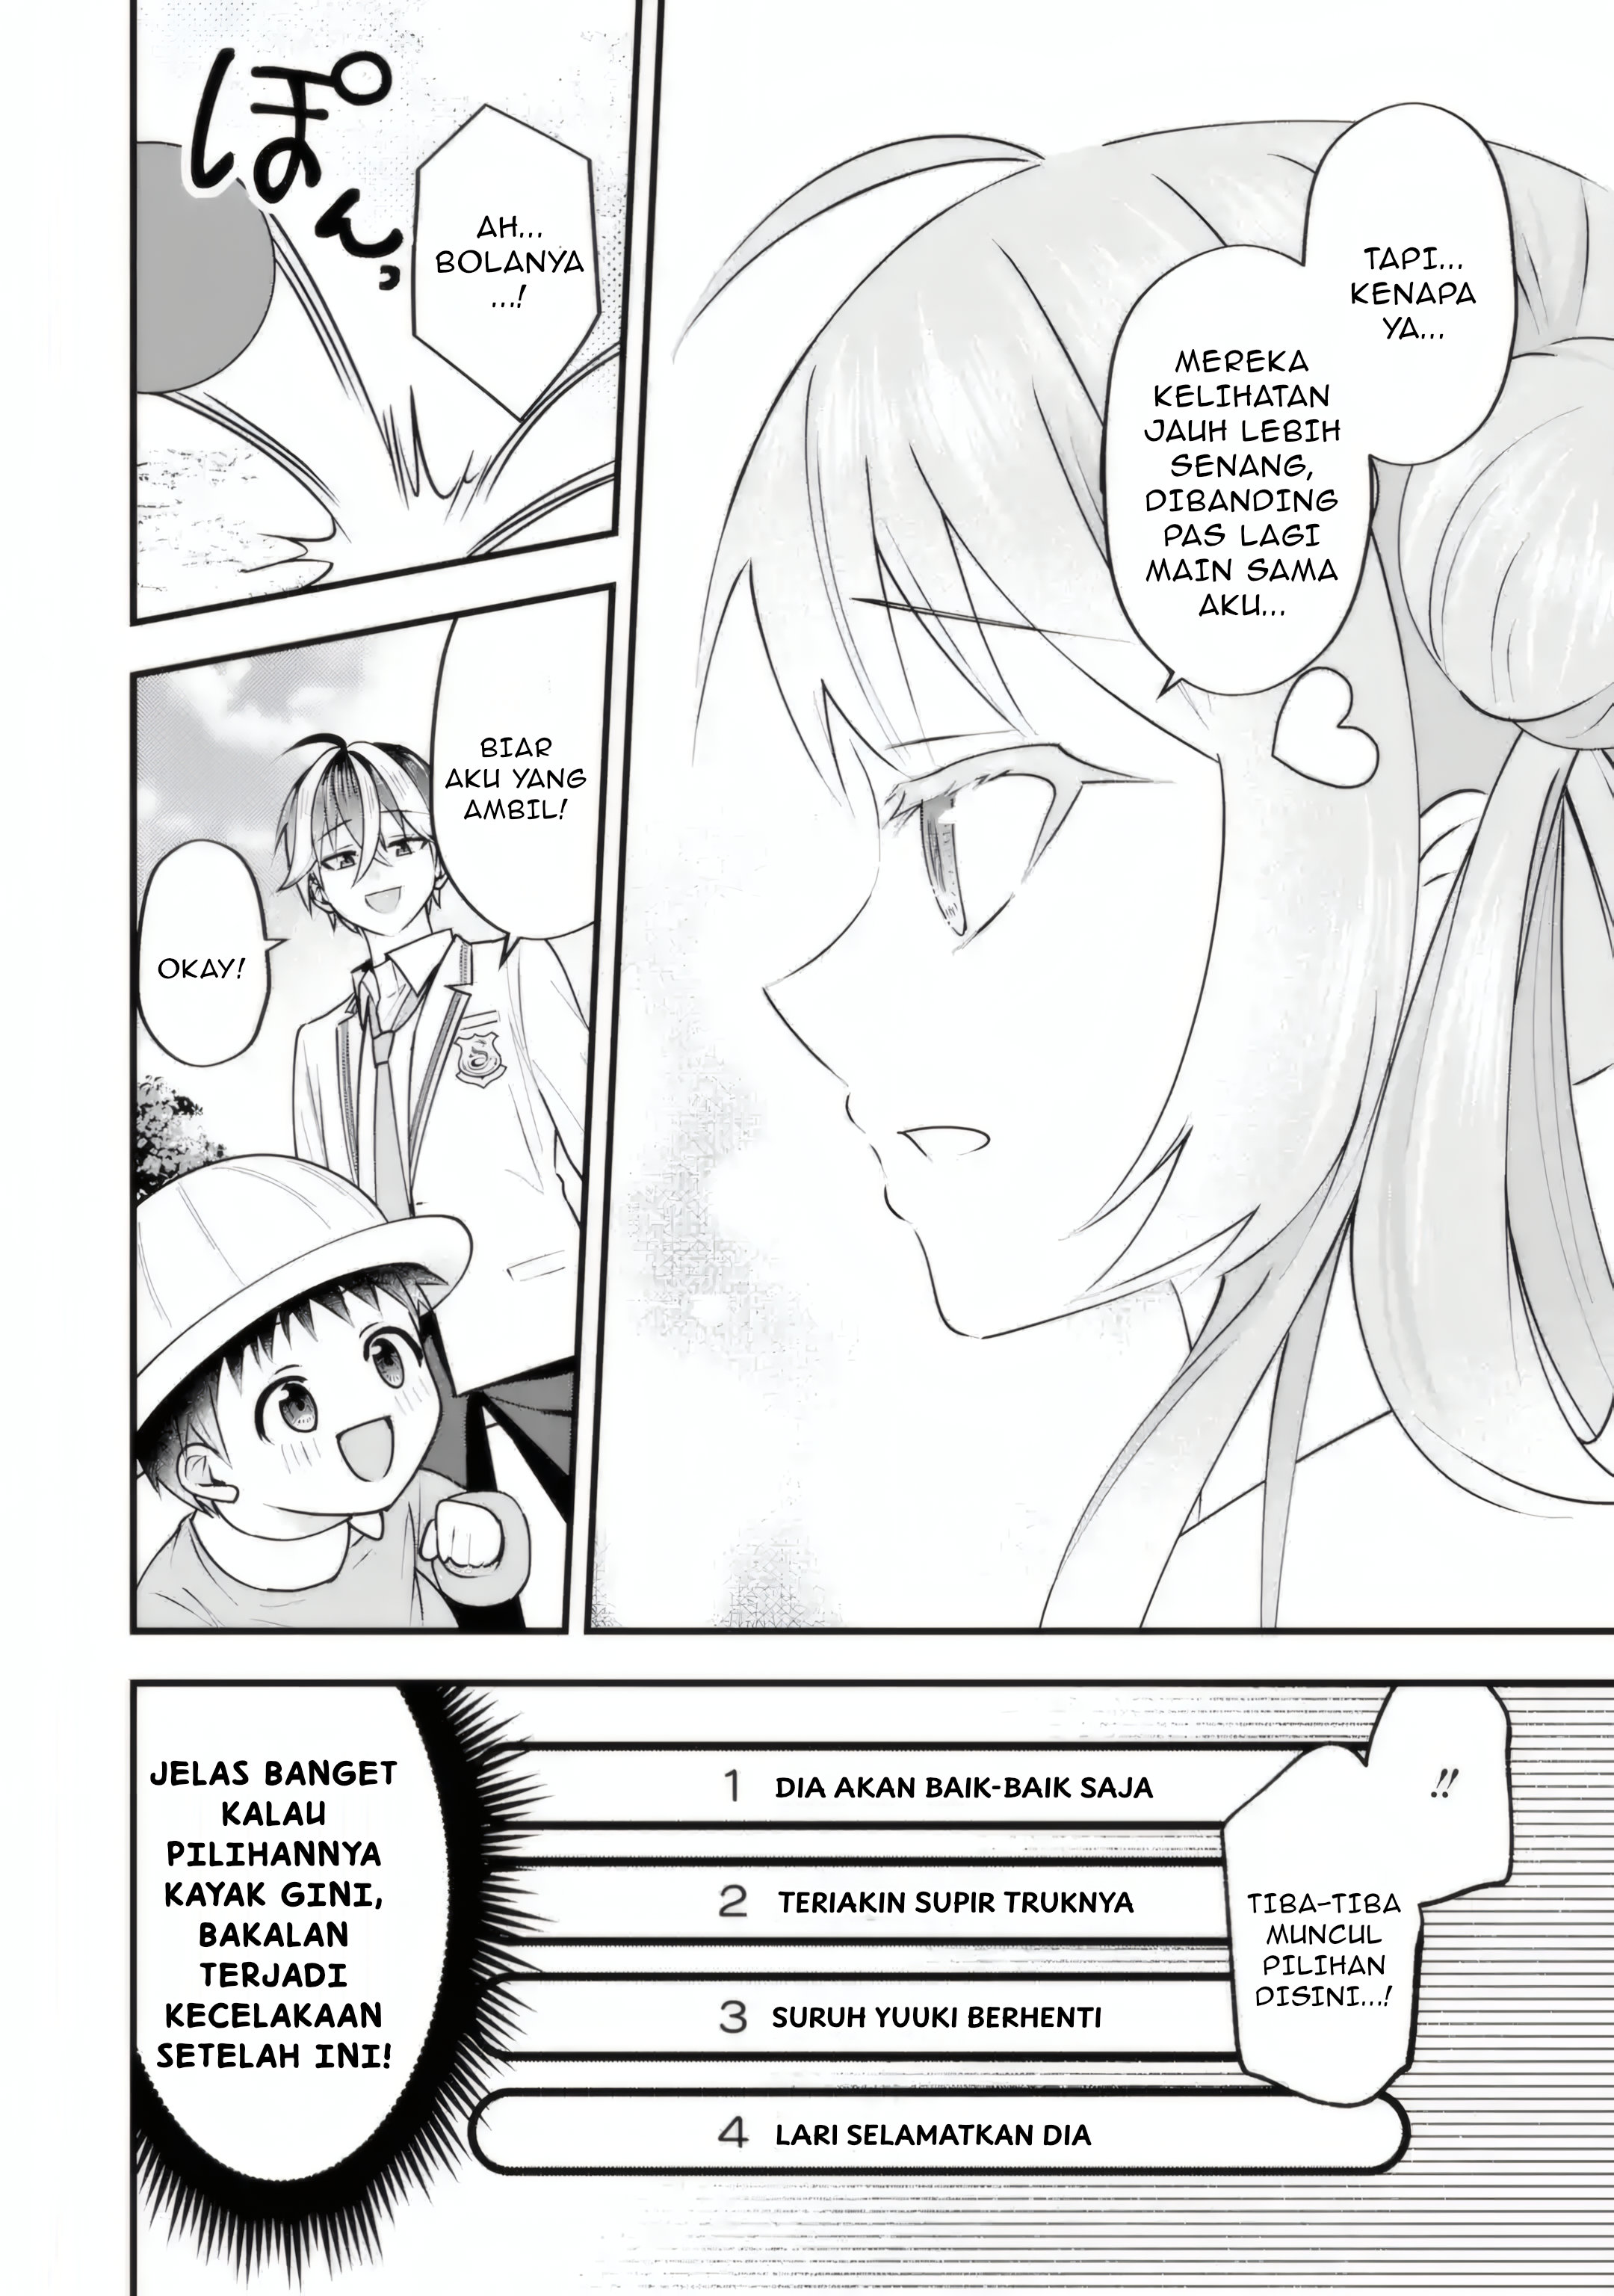 TAPI...
KENAPA
YA...
MEREKA
KELIHATAN
JAUH LEBIH
SENANG,
DIBANDING
PAS LAGI
MAIN SAMA
AKU...
ぽん
AH...
BOLANYA
...!
BIAR
AKU YANG
AMBIL!
OKAY!
!!
TIBA-TIBA
MUNCUL
PILIHAN
DISINI...!
1 DIA AKAN BAIK-BAIK SAJA
2 TERIAKIN SUPIR TRUKNYA
3 SURUH YUUKI BERHENTI
4 LARI SELAMATKAN DIA
JELAS BANGET
KALAU
PILIHANNYA
KAYAK GINI,
BAKALAN
TERJADI
KECELAKAAN
SETELAH INI!